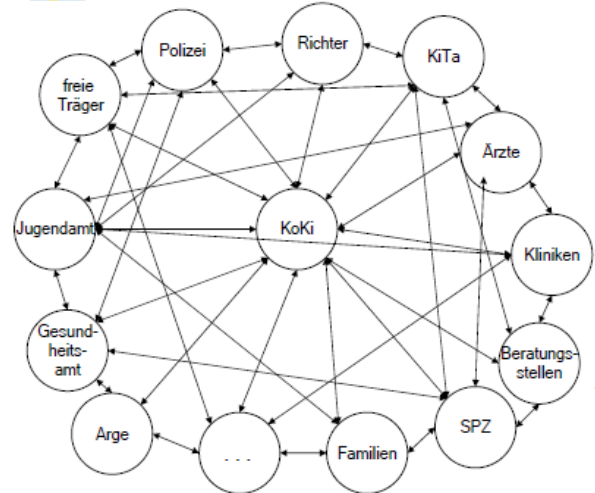 Polizei
Richter
KiTa
freie
Träger
Ärzte
Jugendamt
KoKi
Kliniken
Gesund-
heits-
amt
Beratungs-
stellen
Arge
. . .
Familien
SPZ